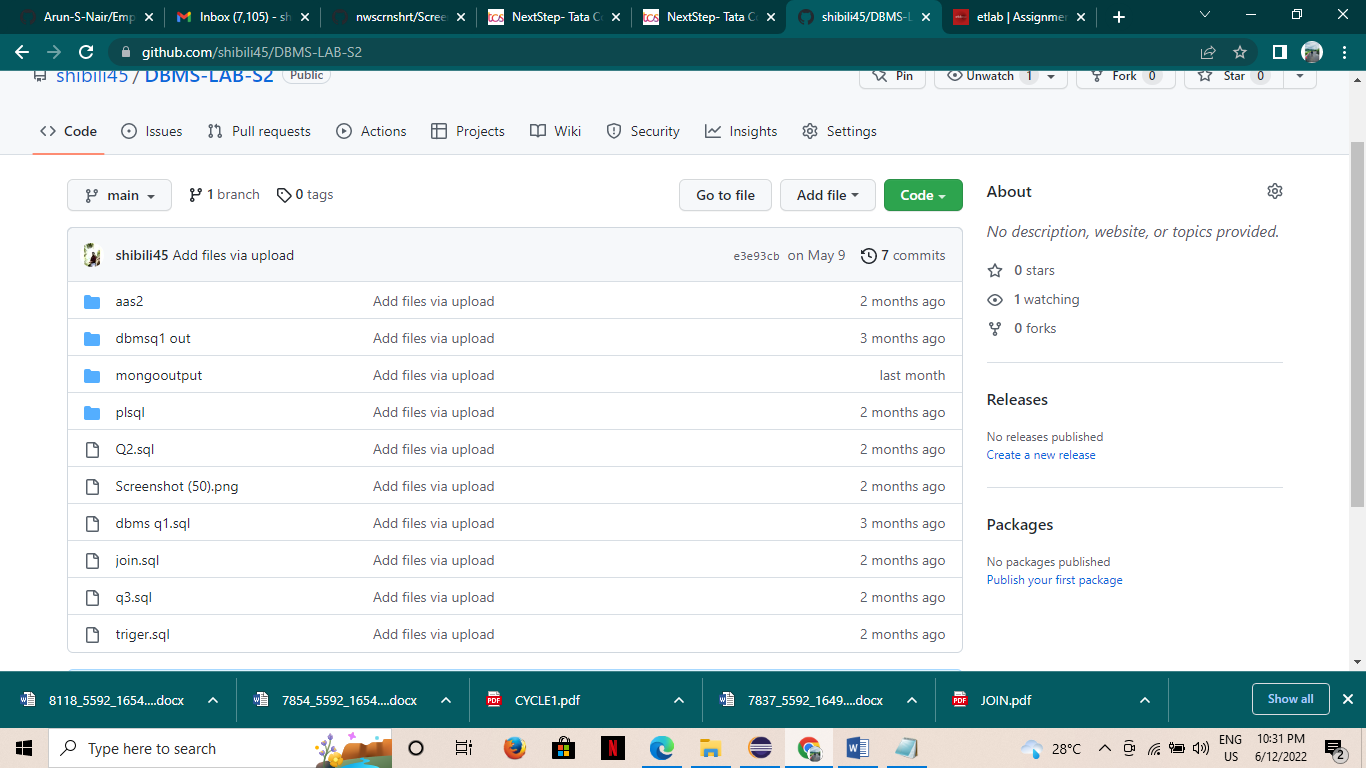 Arun-S-Nair/Emp
Inbox (7,105) - sh
nwscrnshrt/Scree
NextStep- Tata Co
NextStep- Tata Co
shibili45/DBMS-L
etlab | Assignmen
github.com/shibili45/DBMS-LAB-S2
shibili45 / DBMS-LAB-S2 Public
Pin
Unwatch 1
Fork 0
Star 0
Code
Issues
Pull requests
Actions
Projects
Wiki
Security
Insights
Settings
main
1 branch
0 tags
Go to file
Add file
Code
shibili45 Add files via upload e3e93cb on May 9 7 commits
aas2 Add files via upload 2 months ago
dbmsq1 out Add files via upload 3 months ago
mongooutput Add files via upload last month
plsql Add files via upload 2 months ago
Q2.sql Add files via upload 2 months ago
Screenshot (50).png Add files via upload 2 months ago
dbms q1.sql Add files via upload 3 months ago
join.sql Add files via upload 2 months ago
q3.sql Add files via upload 2 months ago
triger.sql Add files via upload 2 months ago
About
No description, website, or topics provided.
0 stars
1 watching
0 forks
Releases
No releases published
Create a new release
Packages
No packages published
Publish your first package
8118_5592_1654....docx
7854_5592_1654....docx
CYCLE1.pdf
7837_5592_1649....docx
JOIN.pdf
Show all
Type here to search
28°C
ENG
US
10:31 PM
6/12/2022
2